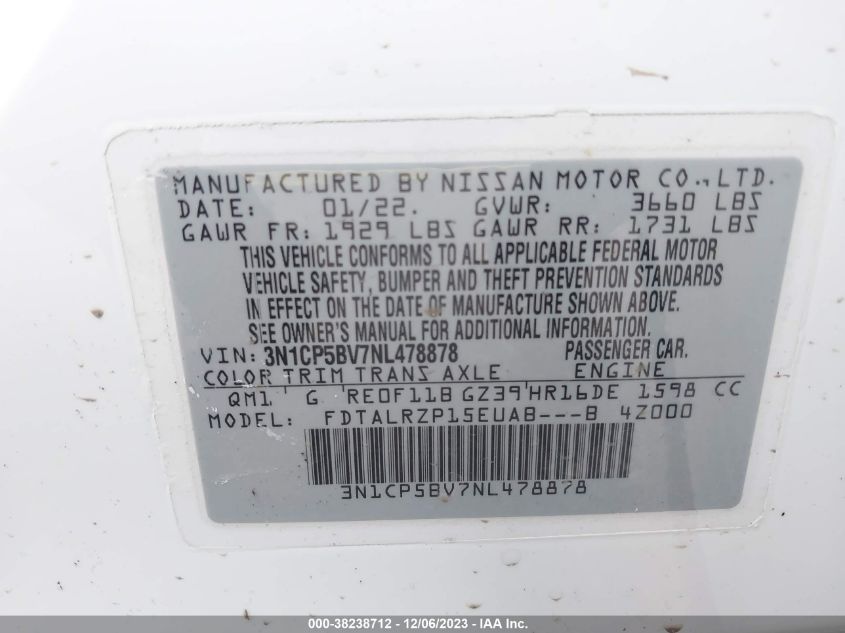 MANUFACTURED BY NISSAN MOTOR CO., LTD.
DATE: 01/22. GVWR: 3660 LBS
GAWR FR: 1929 LBS GAWR RR: 1731 LBS
THIS VEHICLE CONFORMS TO ALL APPLICABLE FEDERAL MOTOR
VEHICLE SAFETY, BUMPER AND THEFT PREVENTION STANDARDS
IN EFFECT ON THE DATE OF MANUFACTURE SHOWN ABOVE.
SEE OWNER'S MANUAL FOR ADDITIONAL INFORMATION.
VIN: 3N1CP5BV7NL478878 PASSENGER CAR.
COLOR TRIM TRANS AXLE ENGINE
QM1 G RE0F11B GZ39 HR16DE 1598 CC
MODEL: FDTALRZP15EUAB---B 4Z000
3N1CP5BV7NL478878
000-38238712 - 12/06/2023 - IAA Inc.